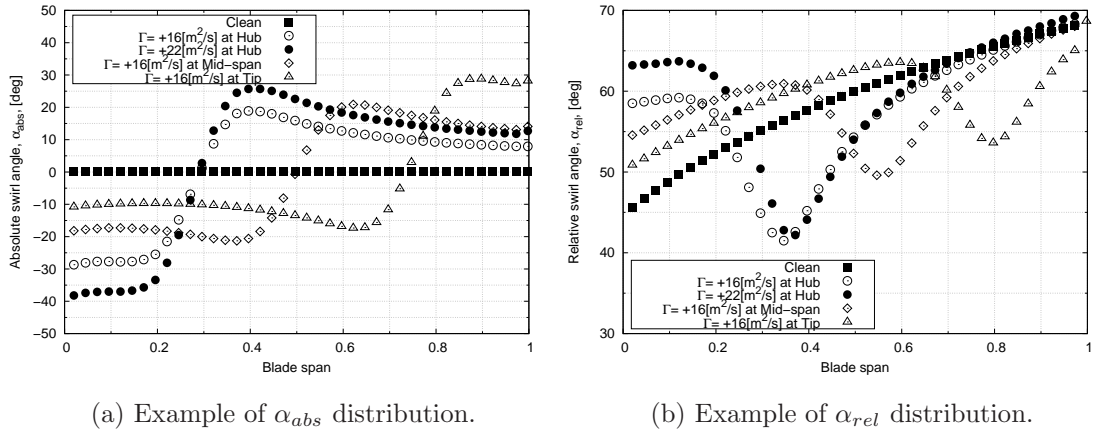 50
40
30
20
10
0
−10
−20
−30
−40
−50
0 0.2 0.4 0.6 0.8 1
Absolute swirl angle, αabs, [deg]
Blade span
Clean
Γ= +16[m²/s] at Hub
Γ= +22[m²/s] at Hub
Γ= +16[m²/s] at Mid-span
Γ= +16[m²/s] at Tip
(a) Example of αabs distribution.
70
60
50
40
30
0 0.2 0.4 0.6 0.8 1
Relative swirl angle, αrel, [deg]
Blade span
Clean
Γ= +16[m²/s] at Hub
Γ= +22[m²/s] at Hub
Γ= +16[m²/s] at Mid-span
Γ= +16[m²/s] at Tip
(b) Example of αrel distribution.